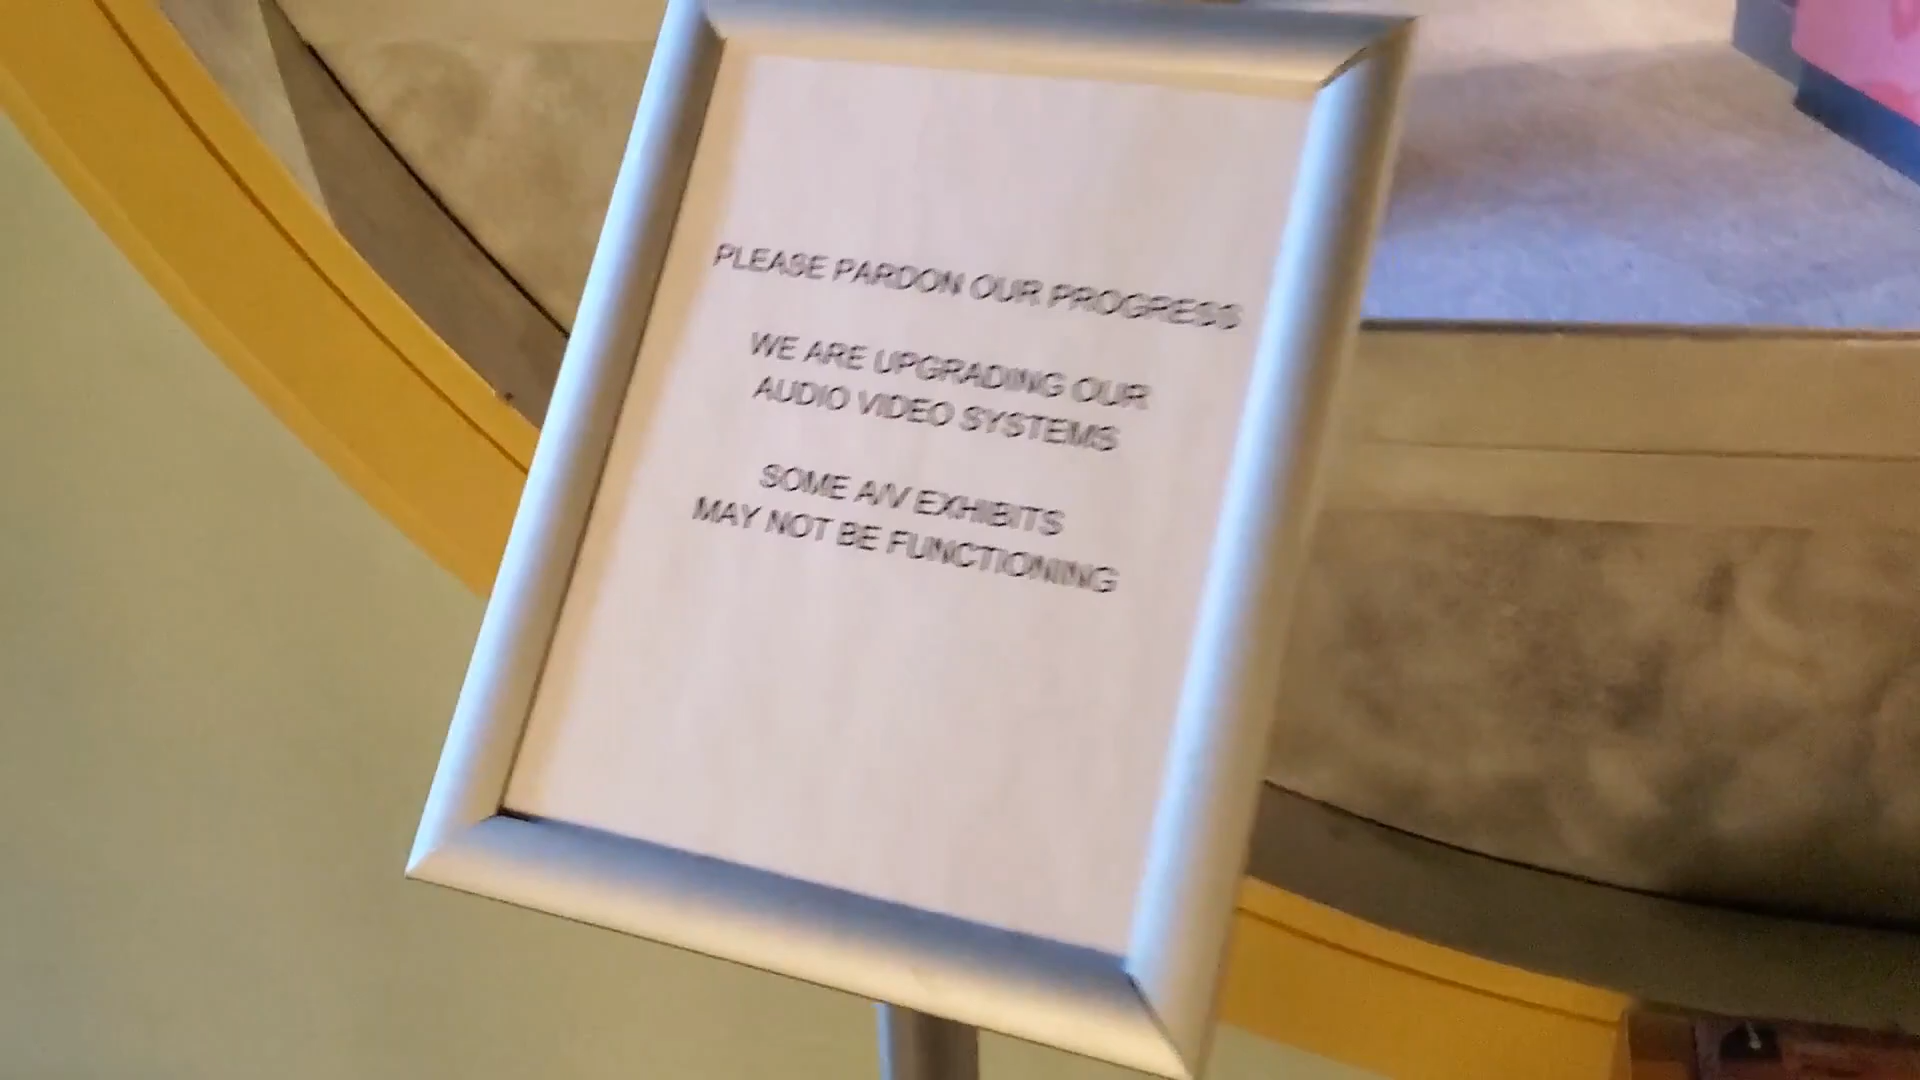 PLEASE PARDON OUR PROGRESS
WE ARE UPGRADING OUR
AUDIO VIDEO SYSTEMS
SOME A/V EXHIBITS
MAY NOT BE FUNCTIONING